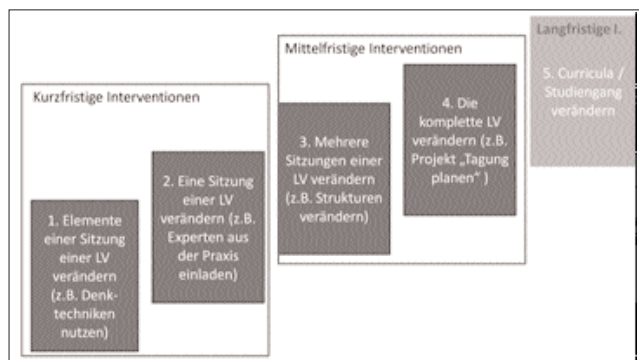 Kurzfristige Interventionen
1. Elemente
einer Sitzung
einer LV
verändern
(z.B. Denk-
techniken
nutzen)
2. Eine Sitzung
einer LV
verändern (z.B.
Experten aus
der Praxis
einladen)
Mittelfristige Interventionen
3. Mehrere
Sitzungen einer
LV verändern
(z.B. Strukturen
verändern)
4. Die
komplette LV
verändern (z.B.
Projekt „Tagung
planen“ )
Langfristige I.
5. Curricula /
Studiengang
verändern